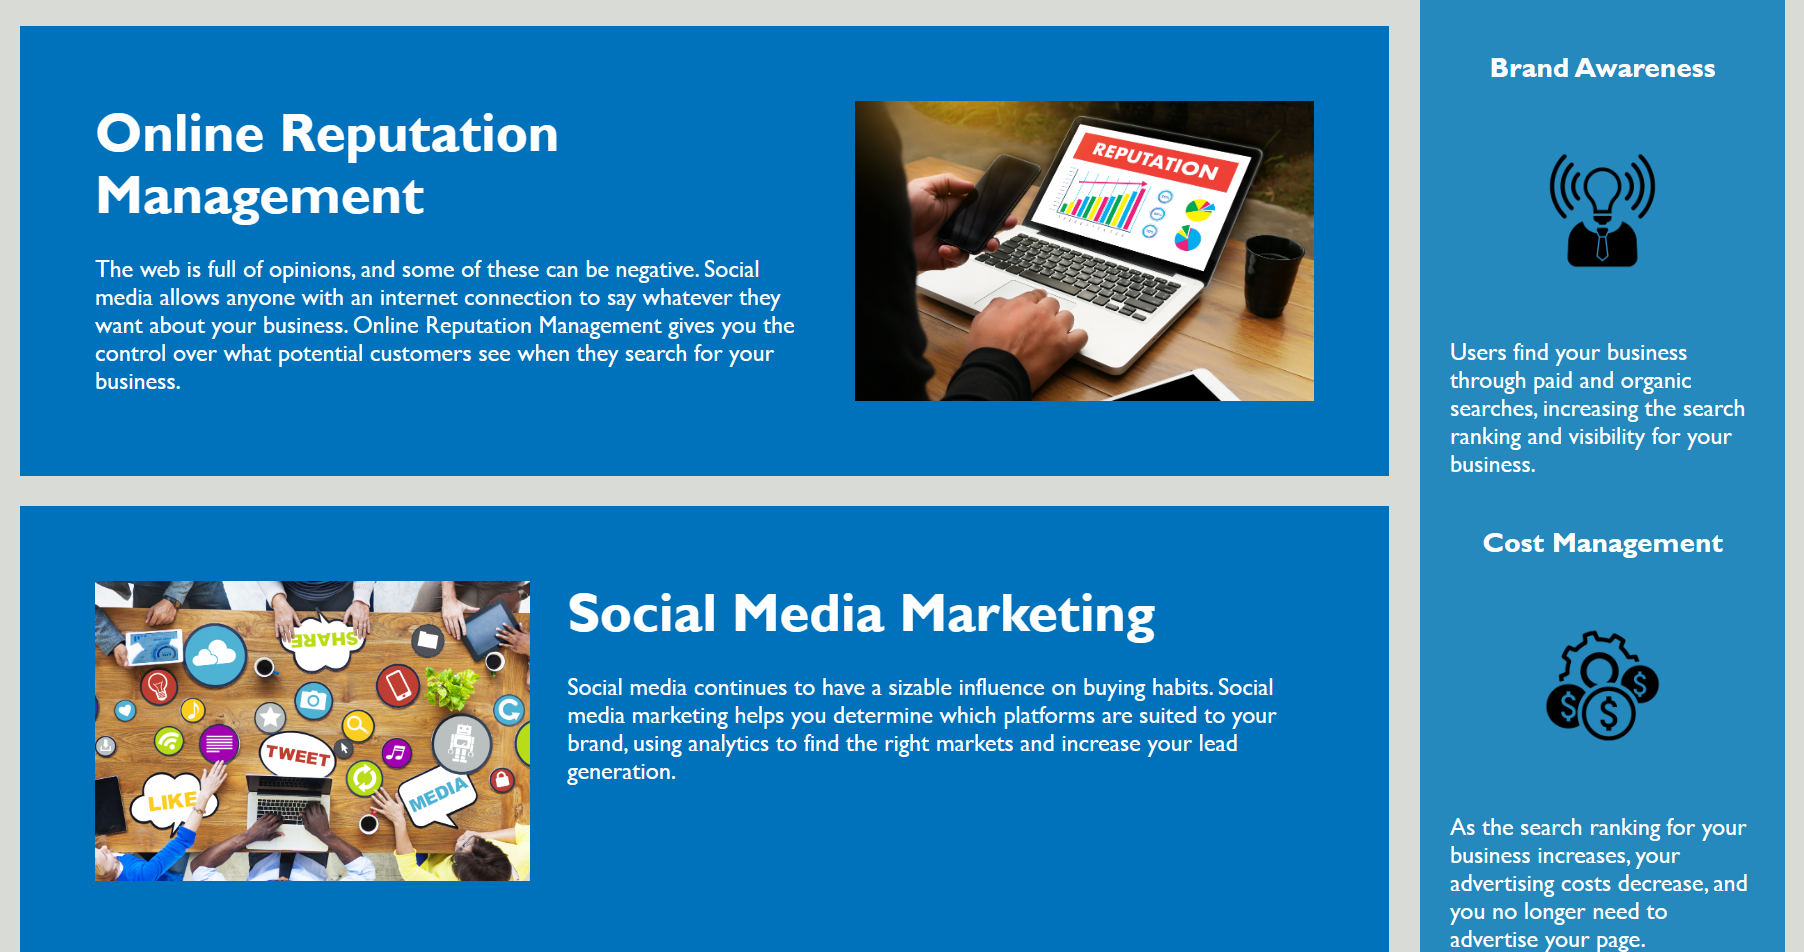 Online Reputation
Management
The web is full of opinions, and some of these can be negative. Social
media allows anyone with an internet connection to say whatever they
want about your business. Online Reputation Management gives you the
control over what potential customers see when they search for your
business.
REPUTATION
Social Media Marketing
Social media continues to have a sizable influence on buying habits. Social
media marketing helps you determine which platforms are suited to your
brand, using analytics to find the right markets and increase your lead
generation.
SHARE
TWEET
LIKE
MEDIA
Brand Awareness
Users find your business
through paid and organic
searches, increasing the search
ranking and visibility for your
business.
Cost Management
$
$
$
As the search ranking for your
business increases, your
advertising costs decrease, and
you no longer need to
advertise your page.